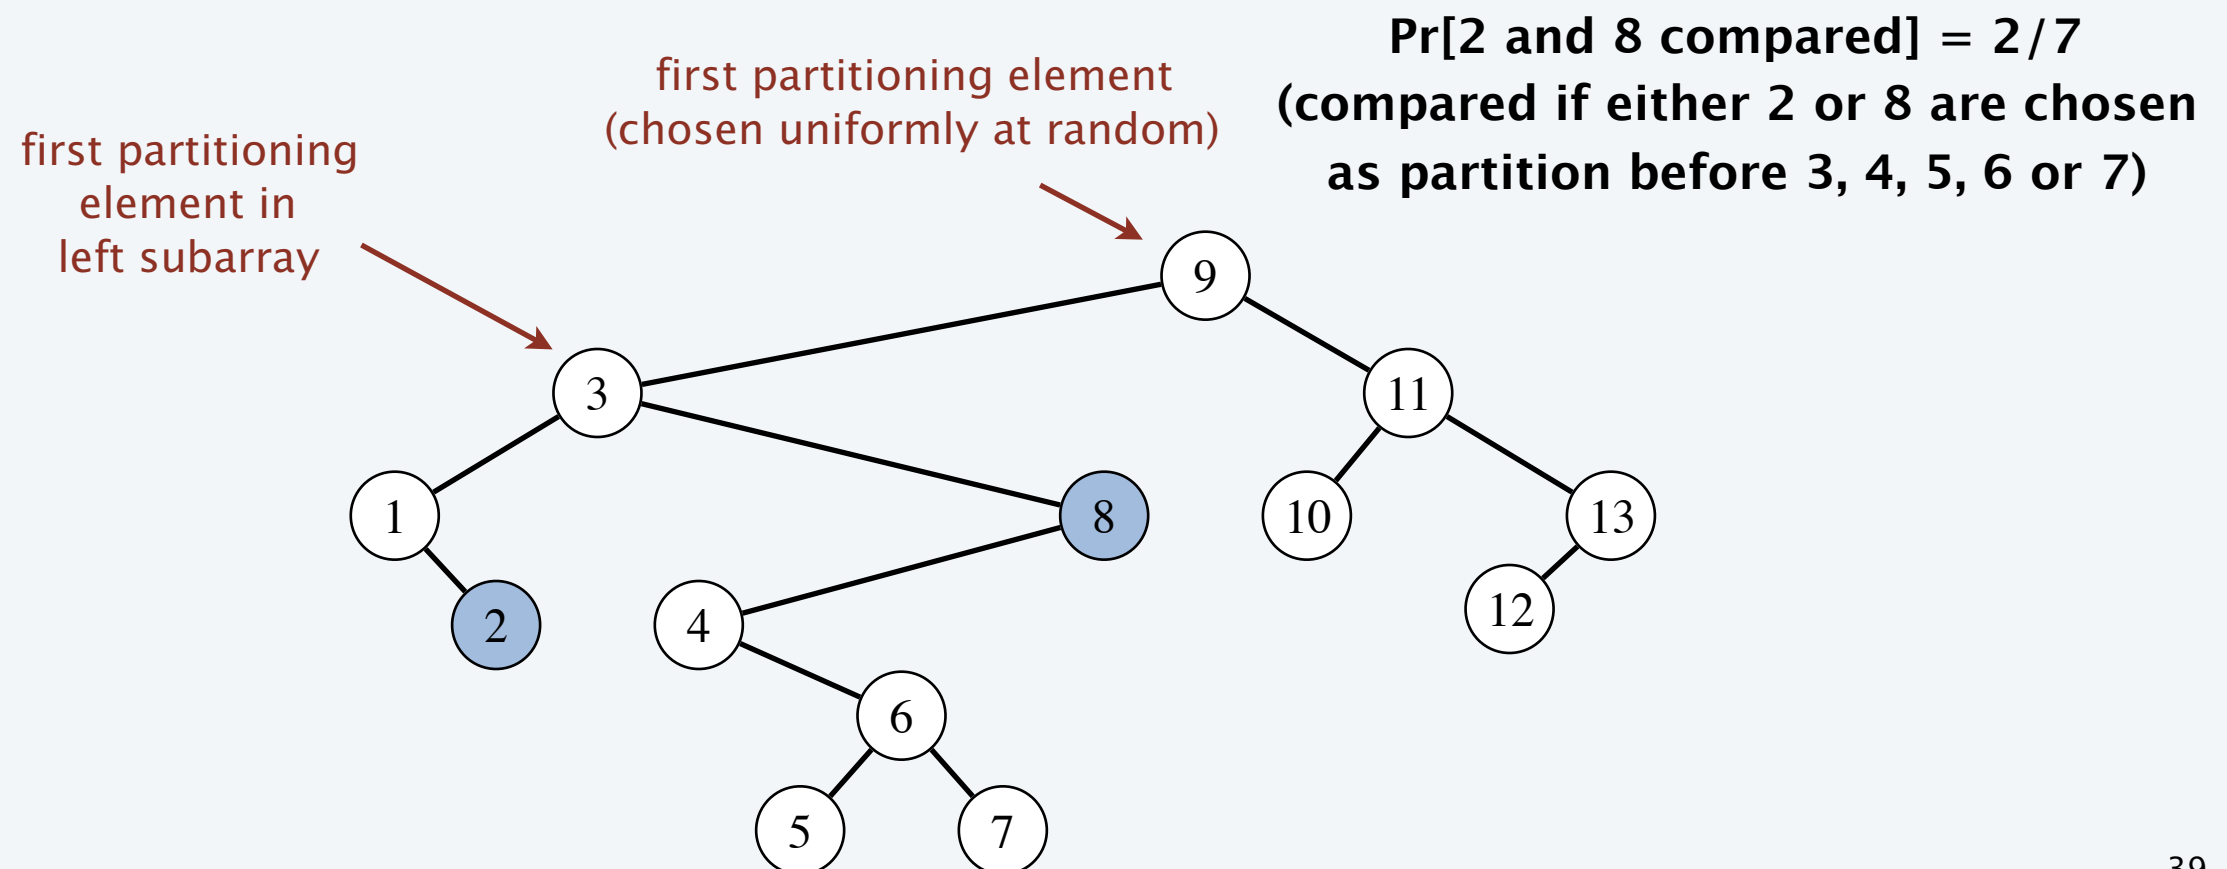 Pr[2 and 8 compared] = 2/7
(compared if either 2 or 8 are chosen
as partition before 3, 4, 5, 6 or 7)
first partitioning element
(chosen uniformly at random)
first partitioning
element in
left subarray
9
3
11
1
8
10
13
2
4
12
6
5
7
39